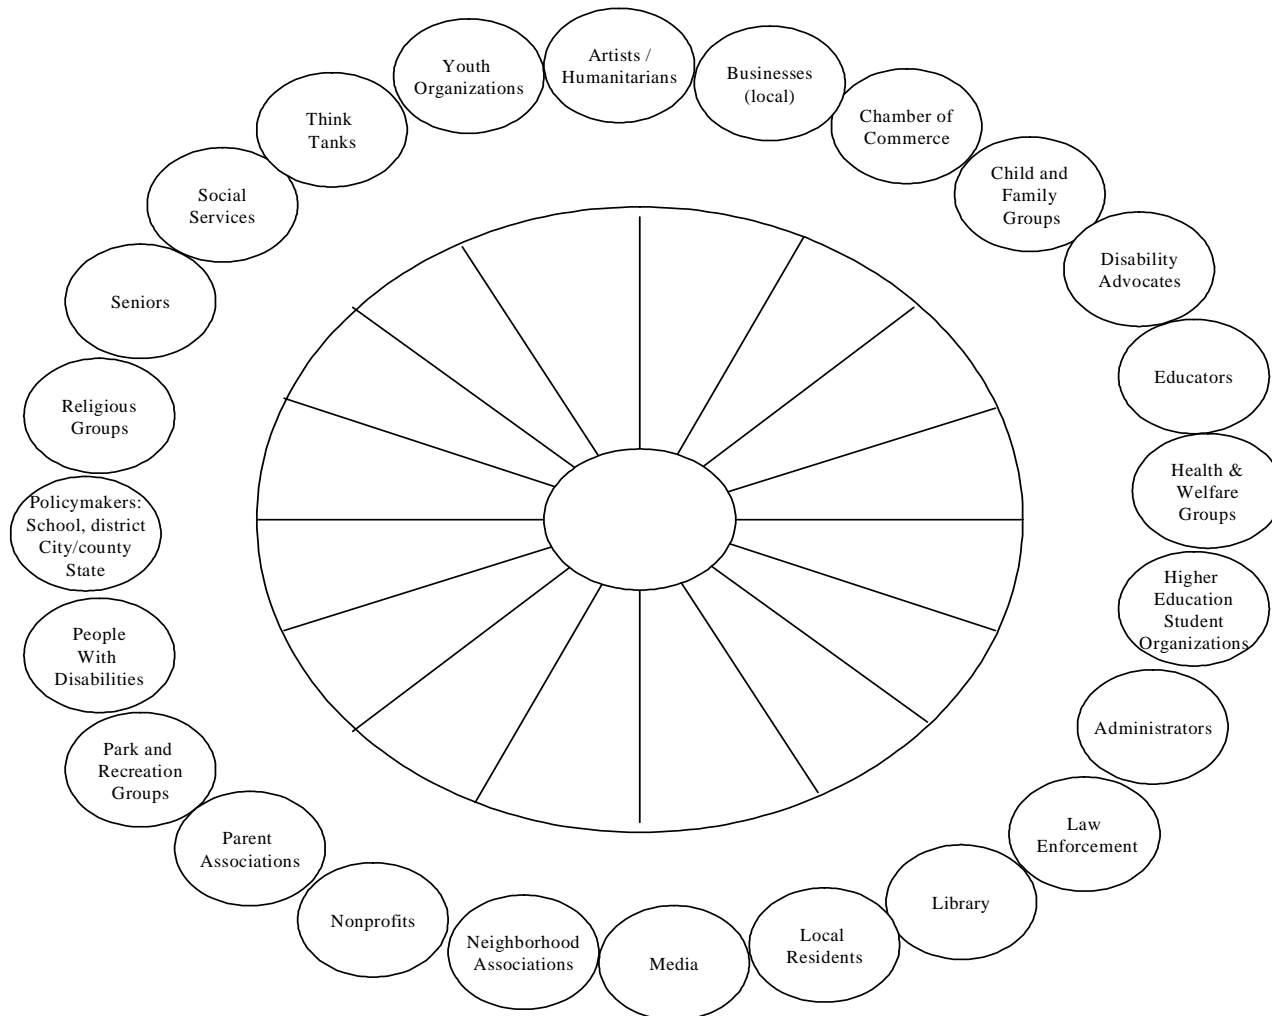 Artists /
Humanitarians
Businesses
(local)
Chamber of
Commerce
Child and
Family
Groups
Disability
Advocates
Educators
Health &
Welfare
Groups
Higher
Education
Student
Organizations
Administrators
Law
Enforcement
Library
Local
Residents
Media
Neighborhood
Associations
Nonprofits
Parent
Associations
Park and
Recreation
Groups
People
With
Disabilities
Policymakers:
School, district
City/county
State
Religious
Groups
Seniors
Social
Services
Think
Tanks
Youth
Organizations